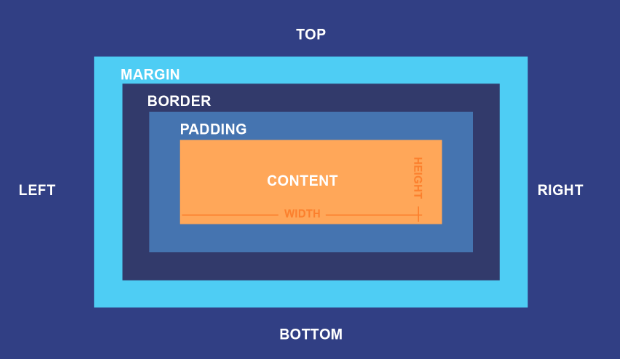 TOP
MARGIN
BORDER
PADDING
LEFT
CONTENT
HEIGHT
RIGHT
WIDTH
BOTTOM